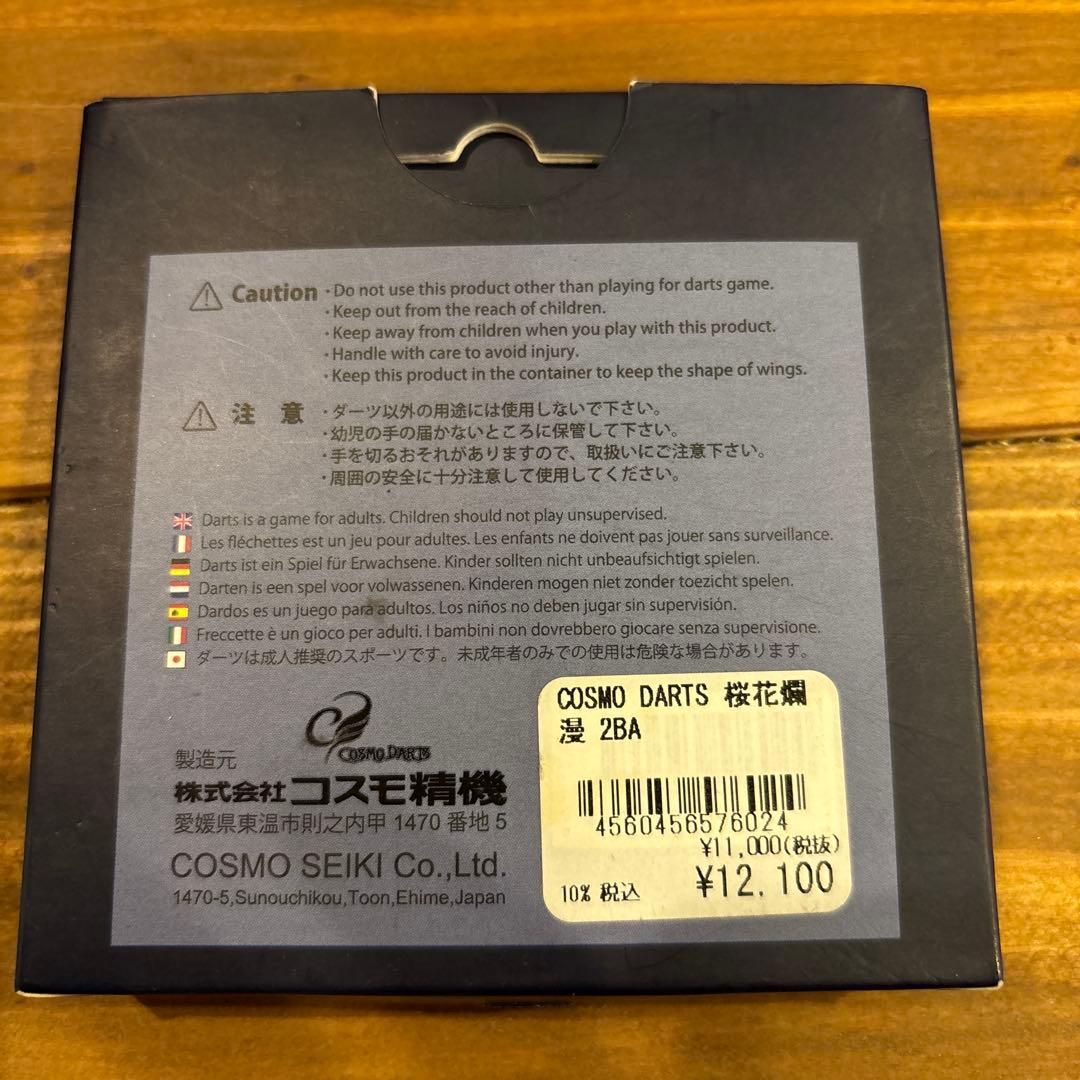 Caution ・Do not use this product other than playing for darts game.
・Keep out from the reach of children.
・Keep away from children when you play with this product.
・Handle with care to avoid injury.
・Keep this product in the container to keep the shape of wings.
注 意 ・ダーツ以外の用途には使用しないで下さい。
・幼児の手の届かないところに保管して下さい。
・手を切るおそれがありますので、取扱いにご注意下さい。
・周囲の安全に十分注意して使用してください。
Darts is a game for adults. Children should not play unsupervised.
Les fléchettes est un jeu pour adultes. Les enfants ne doivent pas jouer sans surveillance.
Darts ist ein Spiel für Erwachsene. Kinder sollten nicht unbeaufsichtigt spielen.
Darten is een spel voor volwassenen. Kinderen mogen niet zonder toezicht spelen.
Dardos es un juego para adultos. Los niños no deben jugar sin supervisión.
Freccette è un gioco per adulti. I bambini non dovrebbero giocare senza supervisione.
ダーツは成人推奨のスポーツです。未成年者のみでの使用は危険な場合があります。
COSMO DARTS
製造元
株式会社コスモ精機
愛媛県東温市則之内甲 1470 番地 5
COSMO SEIKI Co.,Ltd.
1470-5,Sunouchikou,Toon,Ehime,Japan
COSMO DARTS 桜花爛
漫 2BA
4560456576024
¥11,000(税抜)
10% 税込 ¥12,100